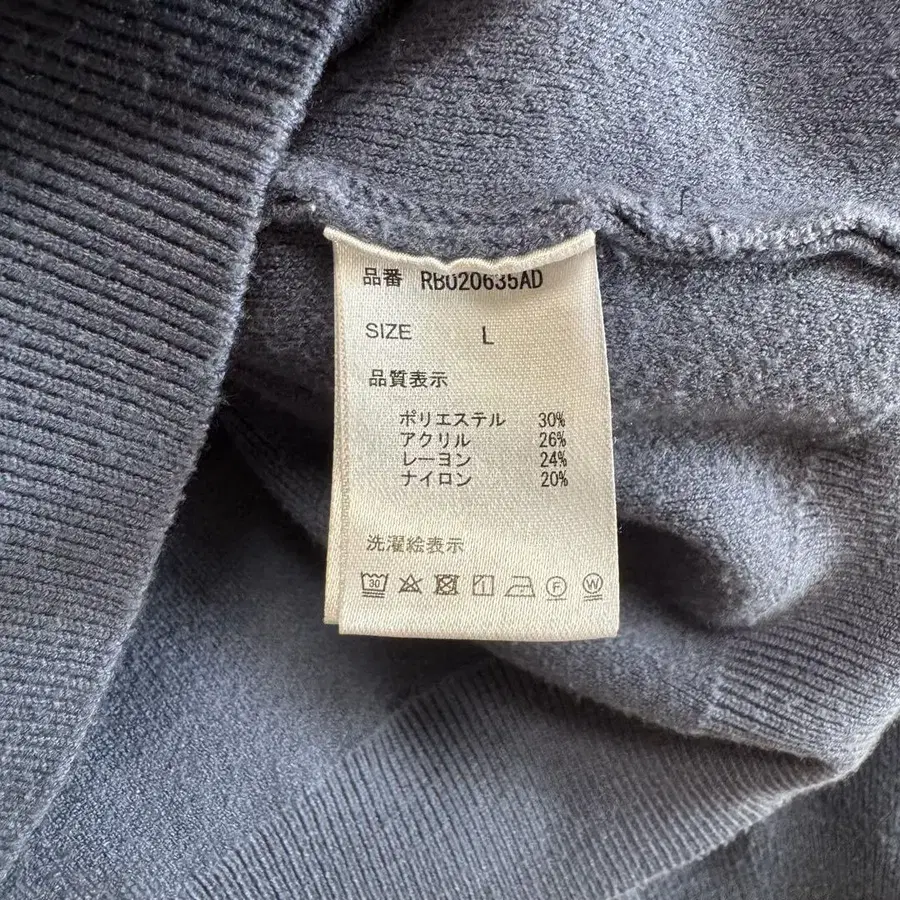 品番 RB020635AD
SIZE L
品質表示
ポリエステル 30%
アクリル 26%
レーヨン 24%
ナイロン 20%
洗濯絵表示
30 F W